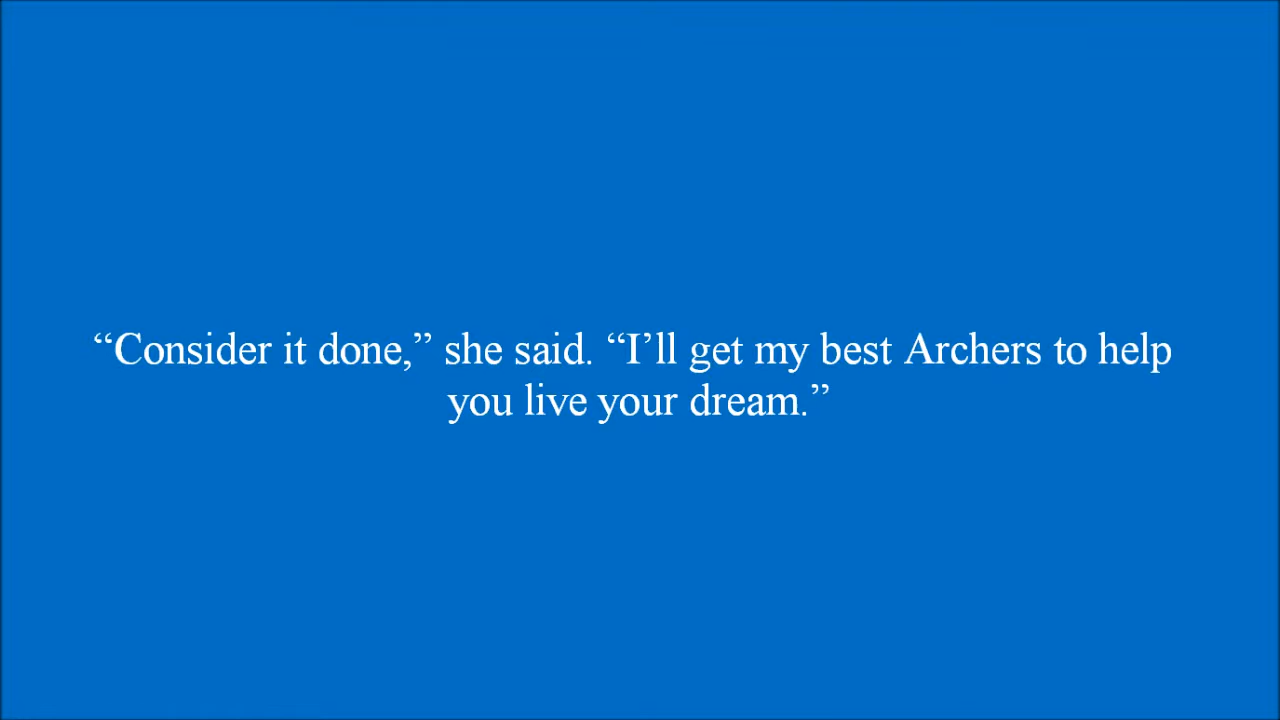 “Consider it done,” she said. “I’ll get my best Archers to help
you live your dream.”